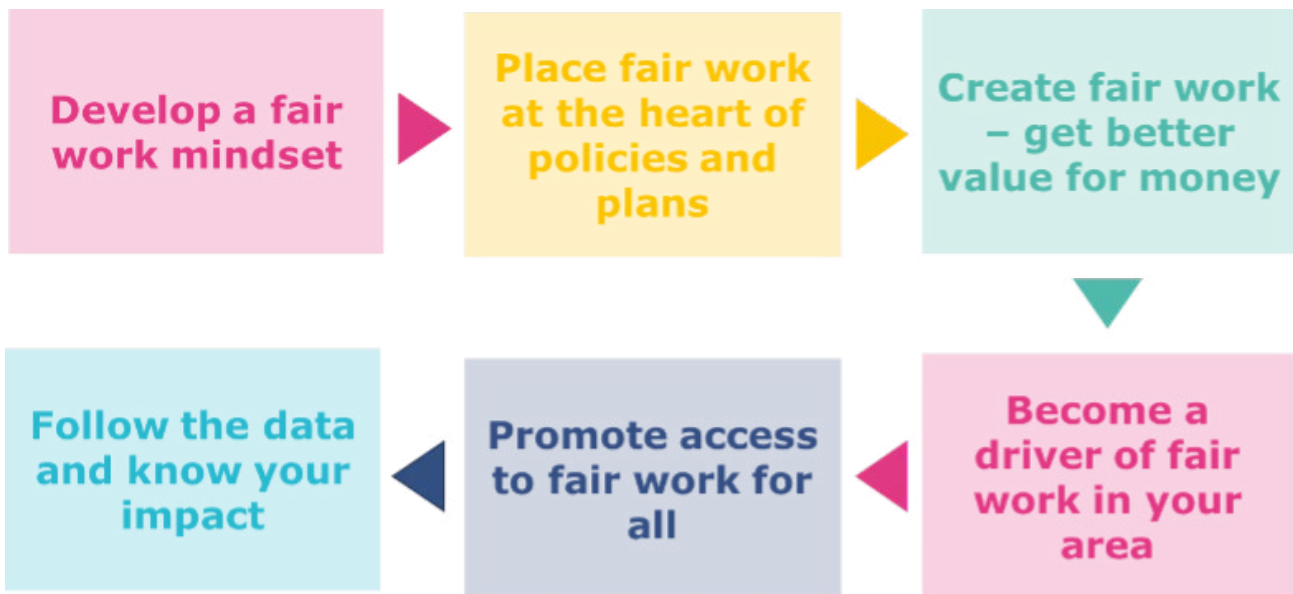 Develop a fair
work mindset
Place fair work
at the heart of
policies and
plans
Create fair work
– get better
value for money
Become a
driver of fair
work in your
area
Promote access
to fair work for
all
Follow the data
and know your
impact